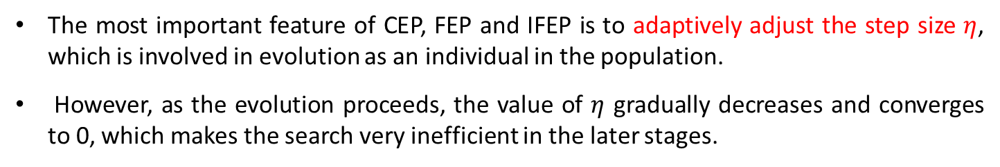 • The most important feature of CEP, FEP and IFEP is to adaptively adjust the step size η,
which is involved in evolution as an individual in the population.
• However, as the evolution proceeds, the value of η gradually decreases and converges
to 0, which makes the search very inefficient in the later stages.